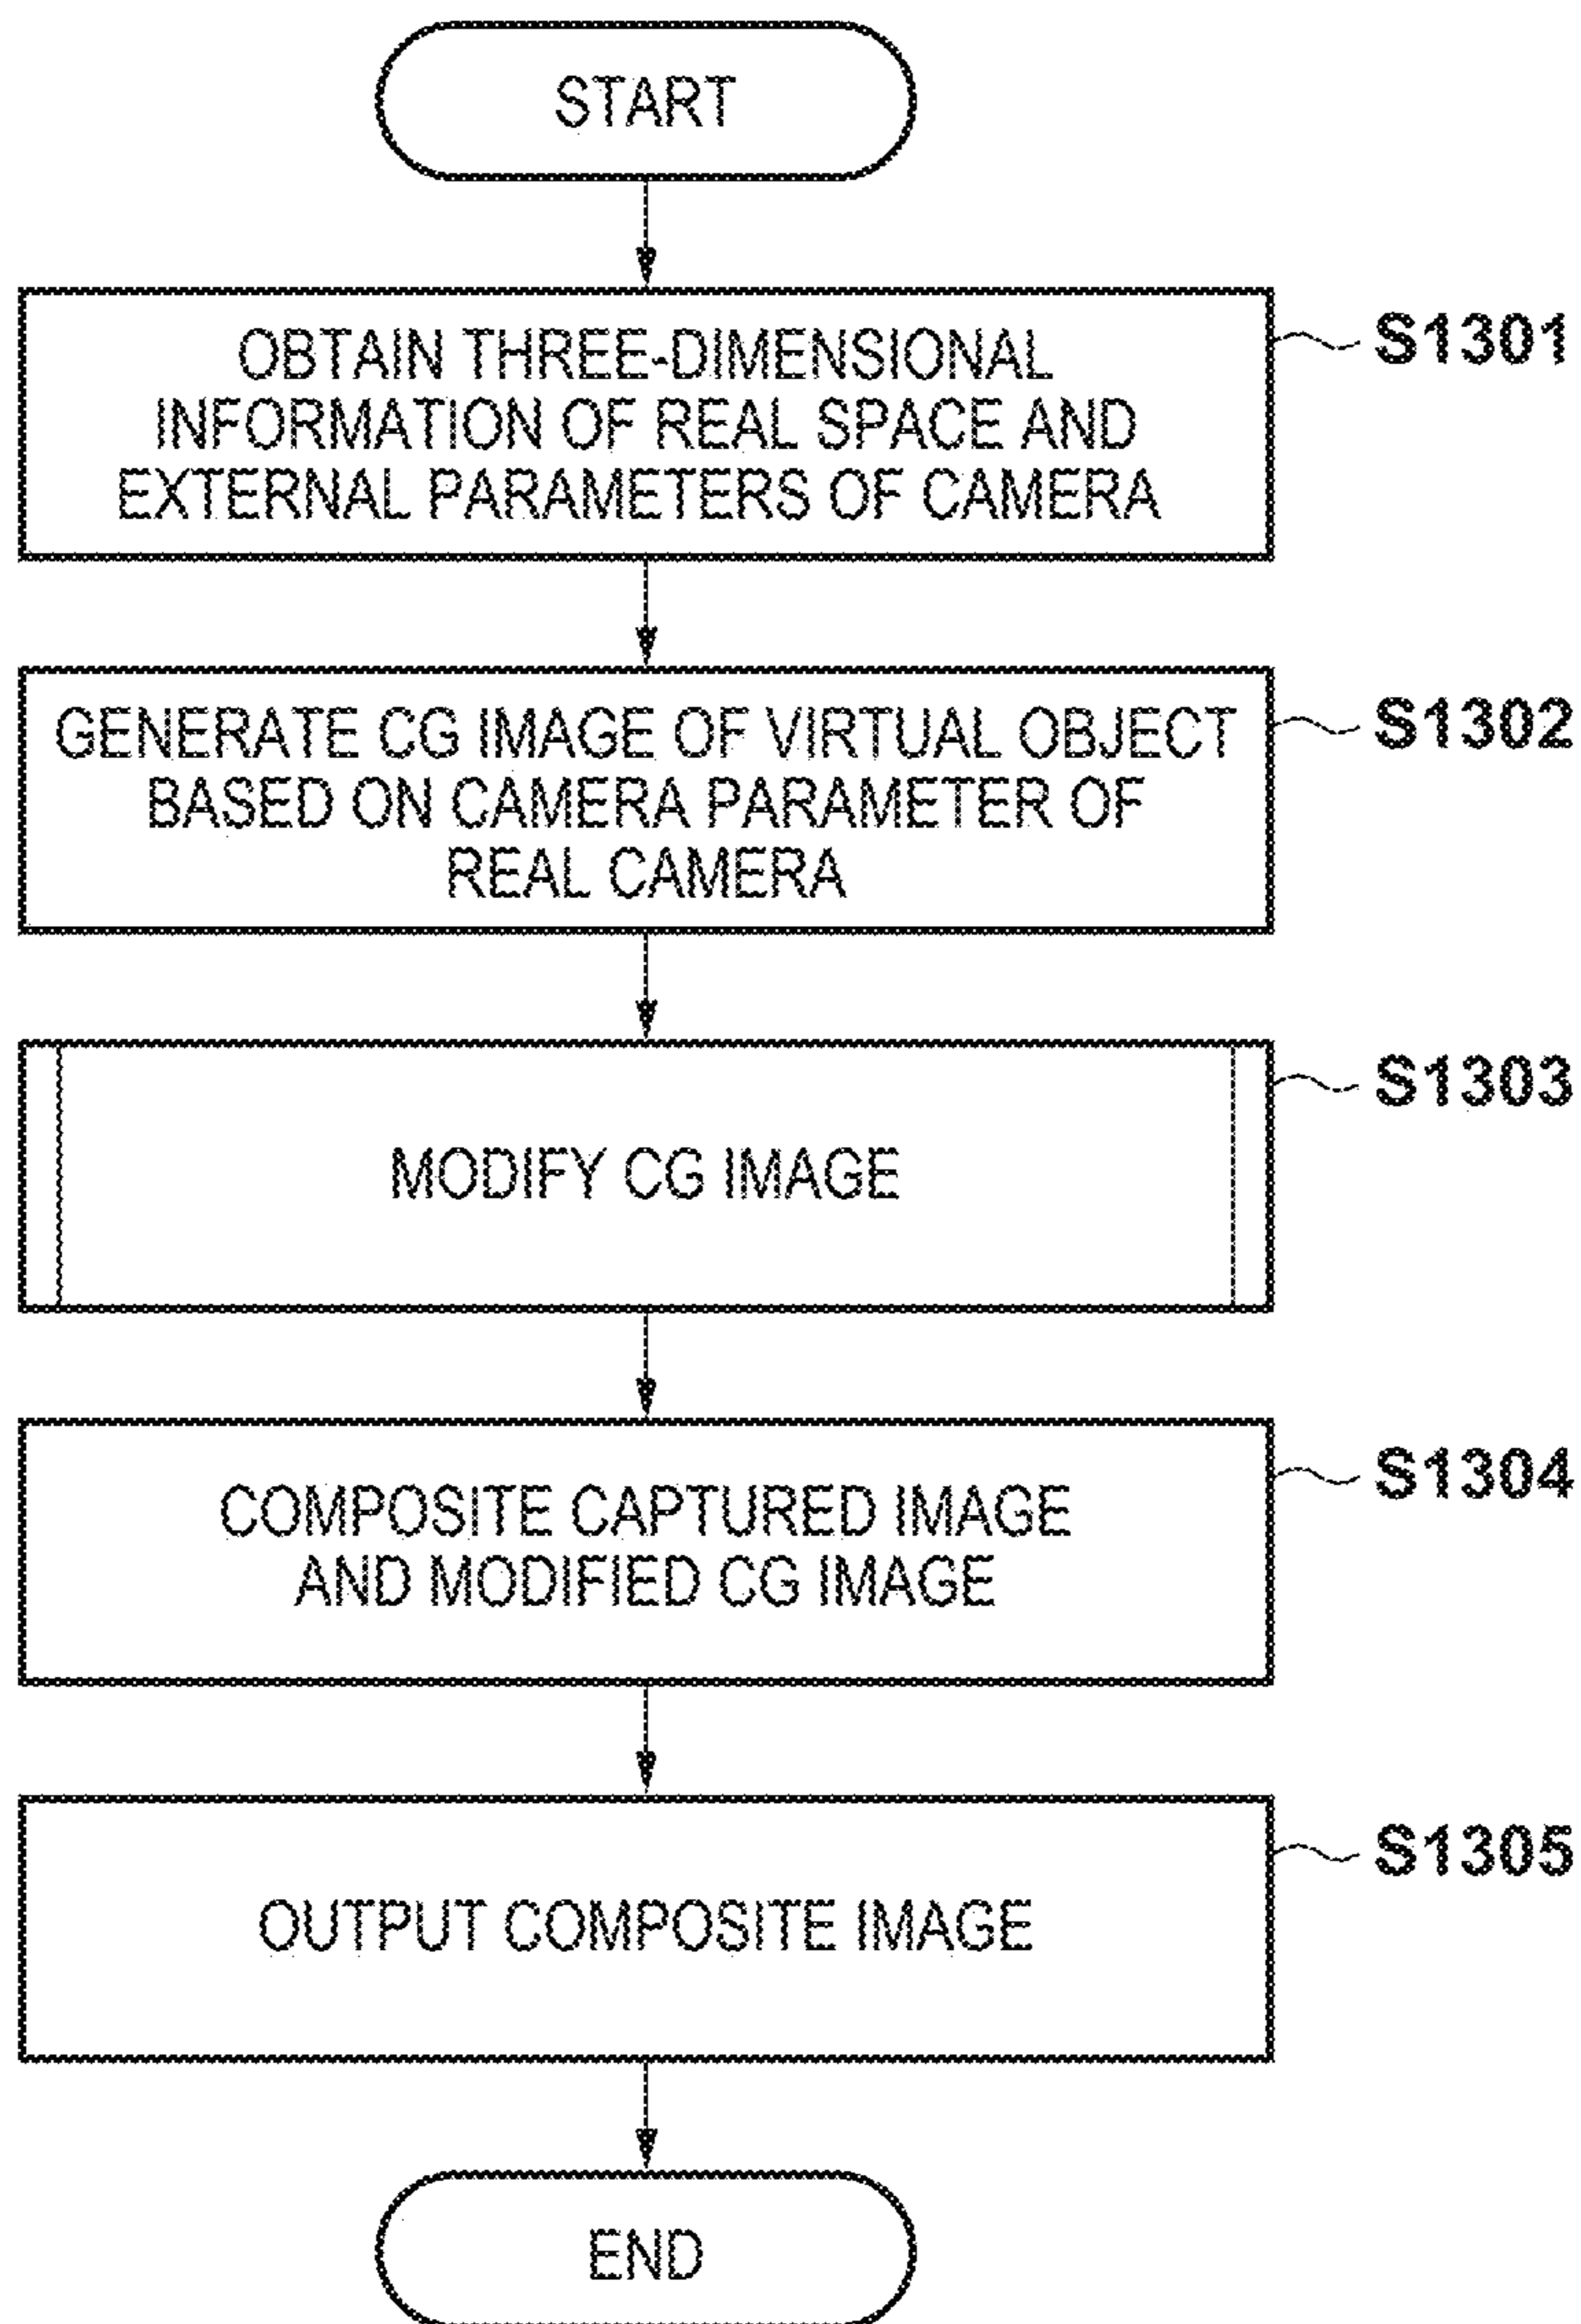 START
OBTAIN THREE-DIMENSIONAL
INFORMATION OF REAL SPACE AND
EXTERNAL PARAMETERS OF CAMERA
S1301
GENERATE CG IMAGE OF VIRTUAL OBJECT
BASED ON CAMERA PARAMETER OF
REAL CAMERA
S1302
MODIFY CG IMAGE
S1303
COMPOSITE CAPTURED IMAGE
AND MODIFIED CG IMAGE
S1304
OUTPUT COMPOSITE IMAGE
S1305
END